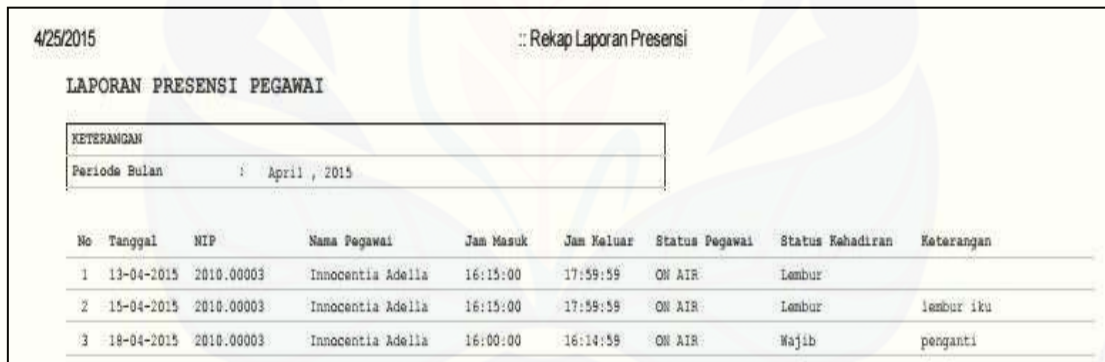 4/25/2015 :: Rekap Laporan Presensi
LAPORAN PRESENSI PEGAWAI
KETERANGAN
Periode Bulan : April , 2015
No Tanggal NIP Nama Pegawai Jam Masuk Jam Keluar Status Pegawai Status Kehadiran Keterangan
1 13-04-2015 2010.00003 Innocentia Adella 16:15:00 17:59:59 ON AIR Lembur
2 15-04-2015 2010.00003 Innocentia Adella 16:15:00 17:59:59 ON AIR Lembur lembur iku
3 18-04-2015 2010.00003 Innocentia Adella 16:00:00 16:14:59 ON AIR Wajib penganti